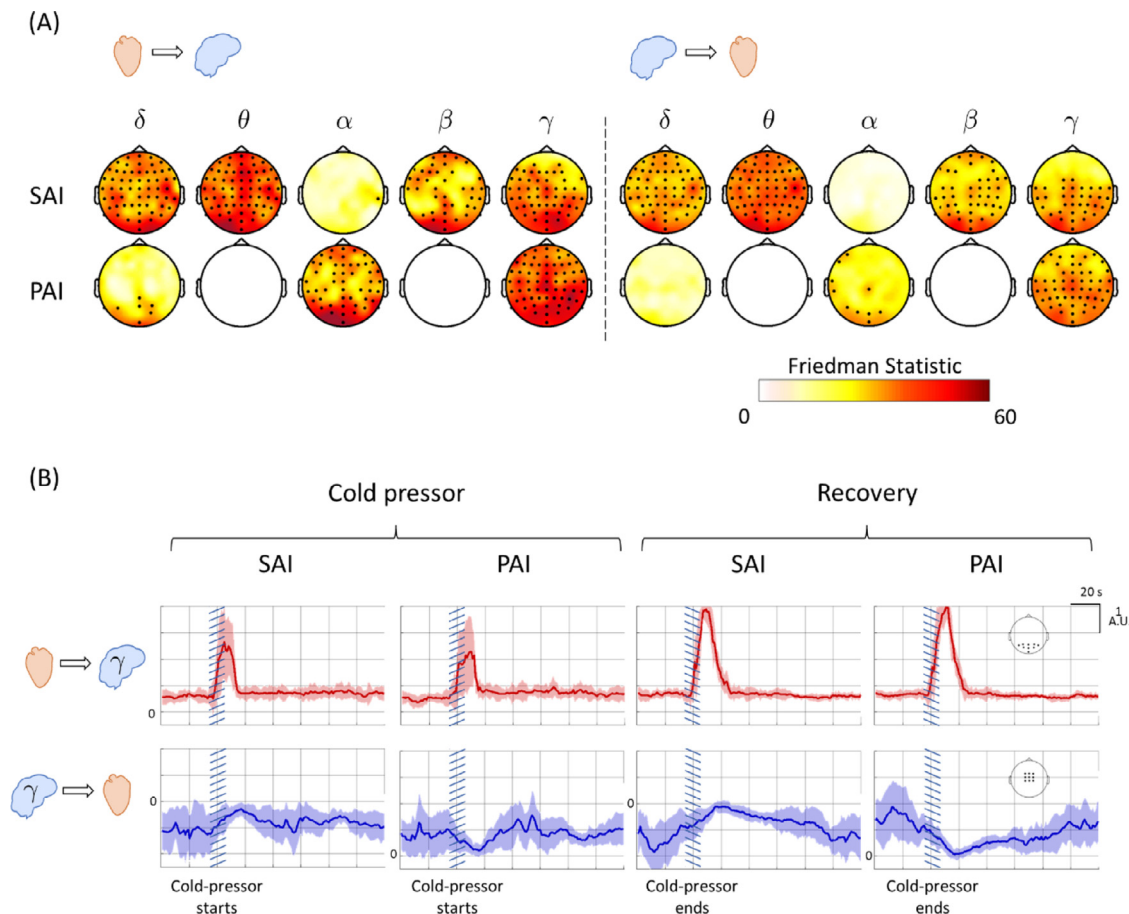 (A)
δ θ α β γ δ θ α β γ
SAI
PAI
Friedman Statistic
0 60
(B)
Cold pressor Recovery
SAI PAI SAI PAI
20 s
1
A.U
γ
0
γ
0 0 0 0
Cold-pressor Cold-pressor Cold-pressor Cold-pressor
starts starts ends ends